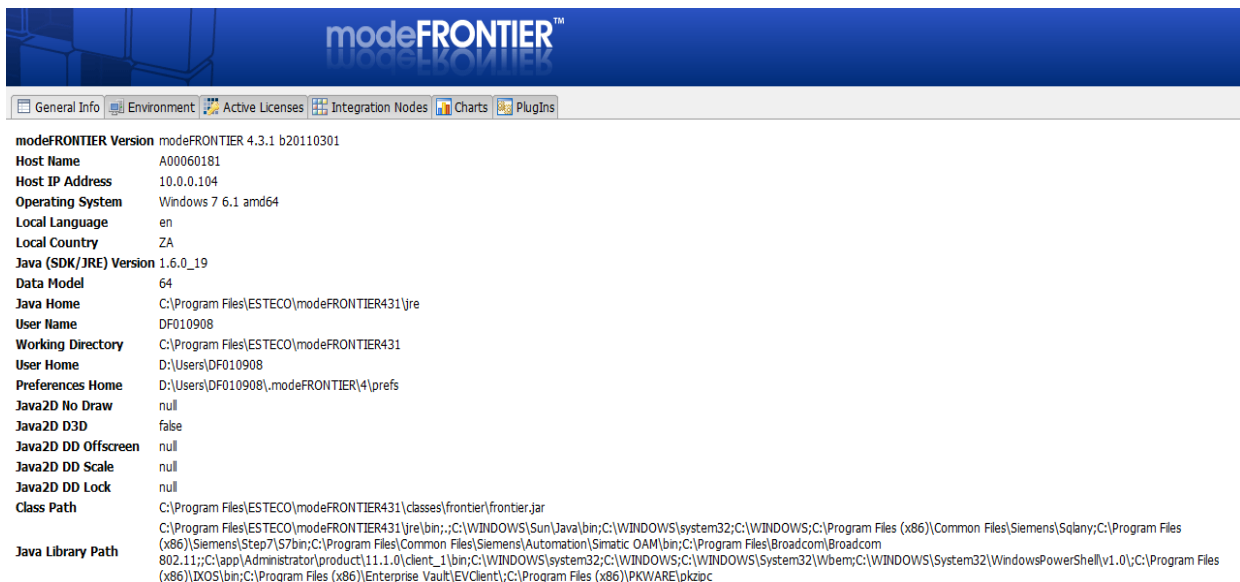 modeFRONTIER™
General Info Environment Active Licenses Integration Nodes Charts PlugIns
modeFRONTIER Version modeFRONTIER 4.3.1 b20110301
Host Name A00060181
Host IP Address 10.0.0.104
Operating System Windows 7 6.1 amd64
Local Language en
Local Country ZA
Java (SDK/JRE) Version 1.6.0_19
Data Model 64
Java Home C:\Program Files\ESTECO\modeFRONTIER431\jre
User Name DF010908
Working Directory C:\Program Files\ESTECO\modeFRONTIER431
User Home D:\Users\DF010908
Preferences Home D:\Users\DF010908\.modeFRONTIER\4\prefs
Java2D No Draw null
Java2D D3D false
Java2D DD Offscreen null
Java2D DD Scale null
Java2D DD Lock null
Class Path C:\Program Files\ESTECO\modeFRONTIER431\classes\frontier\frontier.jar
C:\Program Files\ESTECO\modeFRONTIER431\jre\bin;.;C:\WINDOWS\Sun\Java\bin;C:\WINDOWS\system32;C:\WINDOWS;C:\Program Files (x86)\Common Files\Siemens\Sqlany;C:\Program Files
Java Library Path (x86)\Siemens\Step7\S7bin;C:\Program Files\Common Files\Siemens\Automation\Simatic OAM\bin;C:\Program Files\Broadcom\Broadcom
802.11;;C:\app\Administrator\product\11.1.0\client_1\bin;C:\WINDOWS\system32;C:\WINDOWS;C:\WINDOWS\System32\Wbem;C:\WINDOWS\System32\WindowsPowerShell\v1.0\;C:\Program Files
(x86)\IXOS\bin;C:\Program Files (x86)\Enterprise Vault\EVClient\;C:\Program Files (x86)\PKWARE\pkzipc